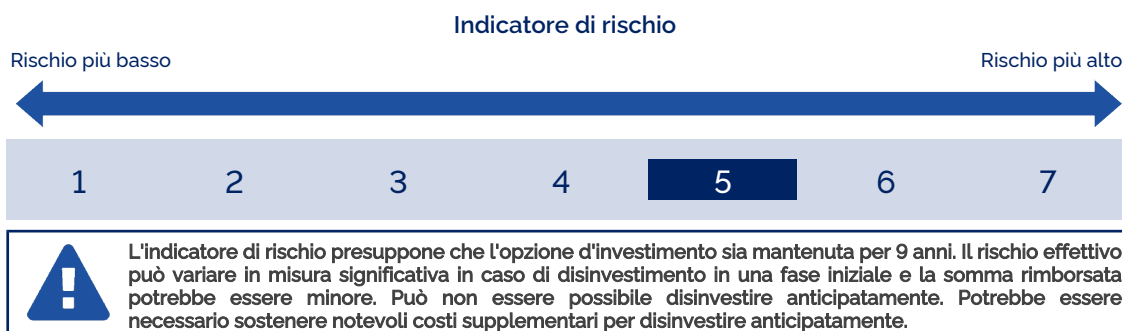 Indicatore di rischio
Rischio più basso Rischio più alto
1 2 3 4 5 6 7
L'indicatore di rischio presuppone che l'opzione d'investimento sia mantenuta per 9 anni. Il rischio effettivo
può variare in misura significativa in caso di disinvestimento in una fase iniziale e la somma rimborsata
potrebbe essere minore. Può non essere possibile disinvestire anticipatamente. Potrebbe essere
necessario sostenere notevoli costi supplementari per disinvestire anticipatamente.